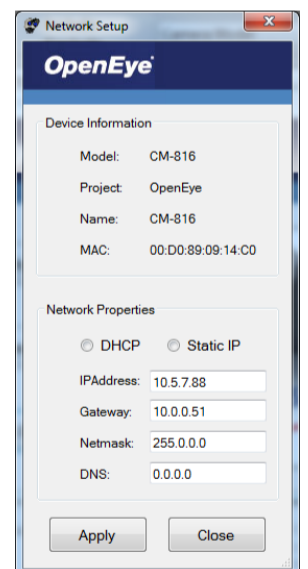 Network Setup
OpenEye
Device Information
Model: CM-816
Project: OpenEye
Name: CM-816
MAC: 00:D0:89:09:14:C0
Network Properties
DHCP Static IP
IPAddress: 10.5.7.88
Gateway: 10.0.0.51
Netmask: 255.0.0.0
DNS: 0.0.0.0
Apply Close